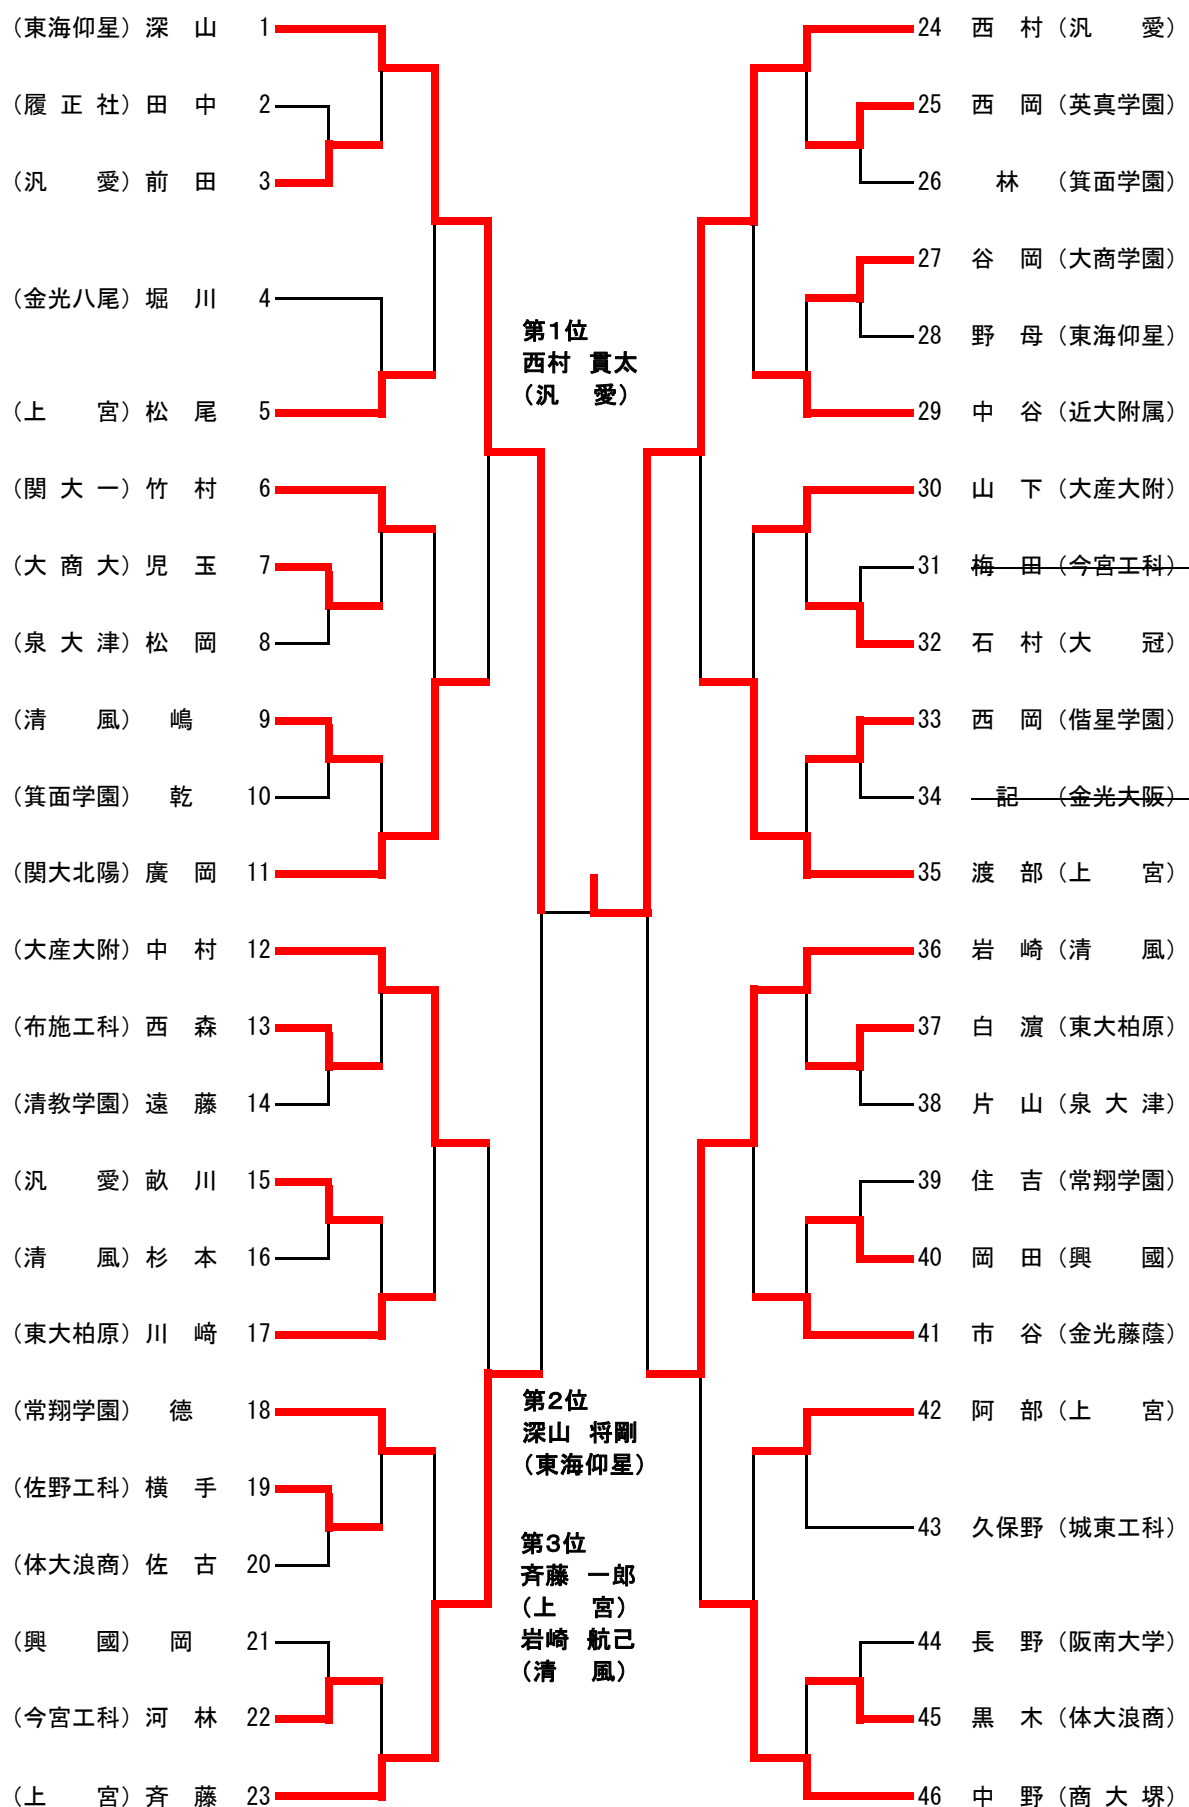 (東海仰星) 深　山　1
(履 正 社) 田　中　2
(汎　　愛) 前　田　3
(金光八尾) 堀　川　4
(上　　宮) 松　尾　5
(関 大 一) 竹　村　6
(大 商 大) 児　玉　7
(泉 大 津) 松　岡　8
(清　　風) 嶋　9
(箕面学園) 乾　10
(関大北陽) 廣　岡　11
(大産大附) 中　村　12
(布施工科) 西　森　13
(清教学園) 遠　藤　14
(汎　　愛) 畝　川　15
(清　　風) 杉　本　16
(東大柏原) 川　﨑　17
(常翔学園) 德　18
(佐野工科) 横　手　19
(体大浪商) 佐　古　20
(興　　國) 岡　21
(今宮工科) 河　林　22
(上　　宮) 斉　藤　23
第1位
西村　貫太
(汎　愛)
第2位
深山　将剛
(東海仰星)
第3位
斉藤　一郎
(上　宮)
岩崎　航己
(清　風)
24　西　村 (汎　　愛)
25　西　岡 (英真学園)
26　林 (箕面学園)
27　谷　岡 (大商学園)
28　野　母 (東海仰星)
29　中　谷 (近大附属)
30　山　下 (大産大附)
31　梅　田 (今宮工科)
32　石　村 (大　　冠)
33　西　岡 (偕星学園)
34　記 (金光大阪)
35　渡　部 (上　　宮)
36　岩　崎 (清　　風)
37　白　濵 (東大柏原)
38　片　山 (泉 大 津)
39　住　吉 (常翔学園)
40　岡　田 (興　　國)
41　市　谷 (金光藤蔭)
42　阿　部 (上　　宮)
43　久保野 (城東工科)
44　長　野 (阪南大学)
45　黒　木 (体大浪商)
46　中　野 (商 大 堺)